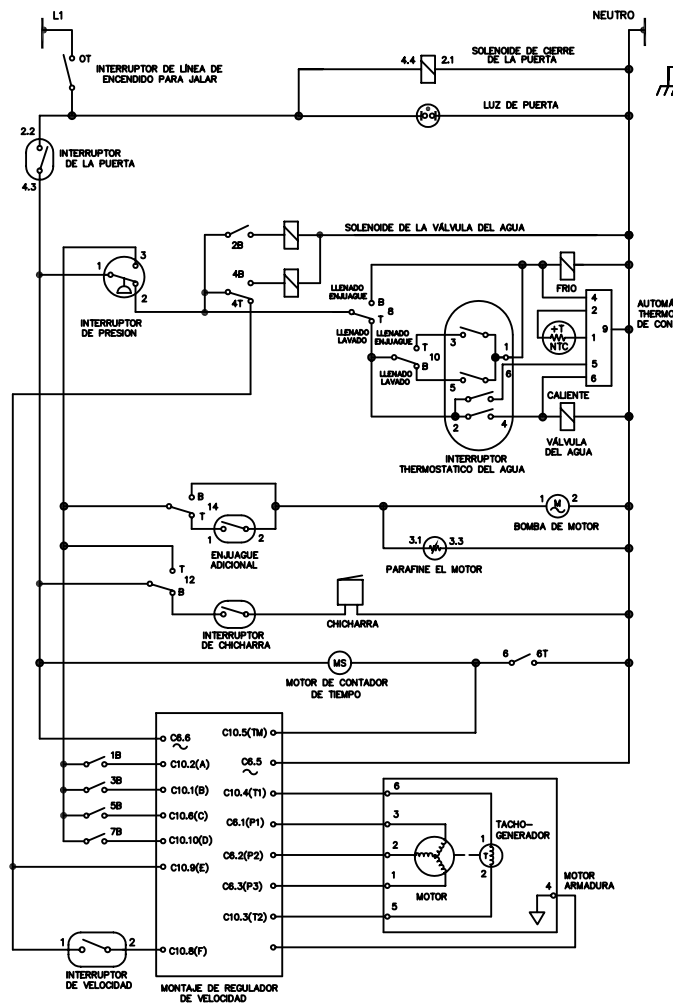 L1
NEUTRO
OT
INTERRUPTOR DE LÍNEA DE
ENCENDIDO PARA JALAR
4.4
2.1
SOLENOIDE DE CIERRE
DE LA PUERTA
LUZ DE PUERTA
2.2
4.3
INTERRUPTOR
DE LA PUERTA
2B
SOLENOIDE DE LA VÁLVULA DEL AGUA
4B
4T
1
3
2
INTERRUPTOR
DE PRESION
LLENADO
ENJUAGUE
B
T
8
LLENADO
LAVADO
LLENADO
ENJUAGUE
T
B
10
LLENADO
LAVADO
3
1
5
6
2
4
INTERRUPTOR
THERMOSTATICO DEL AGUA
FRIO
+T
NTC
4
2
1
9
5
6
AUTOMÁ
THERMO
DE CON
CALIENTE
VÁLVULA
DEL AGUA
B
T
14
1
2
ENJUAGUE
ADICIONAL
1
M
2
BOMBA DE MOTOR
3.1
3.3
PARAFINE EL MOTOR
T
12
B
INTERRUPTOR
DE CHICHARRA
CHICHARRA
MS
MOTOR DE CONTADOR
DE TIEMPO
6
6T
C6.6
C10.5(TM)
1B
C10.2(A)
C6.5
3B
C10.1(B)
C10.4(T1)
5B
C10.6(C)
C6.1(P1)
7B
C10.10(D)
C6.2(P2)
C10.9(E)
C6.3(P3)
C10.3(T2)
1
2
C10.8(F)
INTERRUPTOR
DE VELOCIDAD
MONTAJE DE REGULADOR
DE VELOCIDAD
6
3
2
1
5
MOTOR
TACHO-
GENERADOR
1
T
2
4
MOTOR
ARMADURA